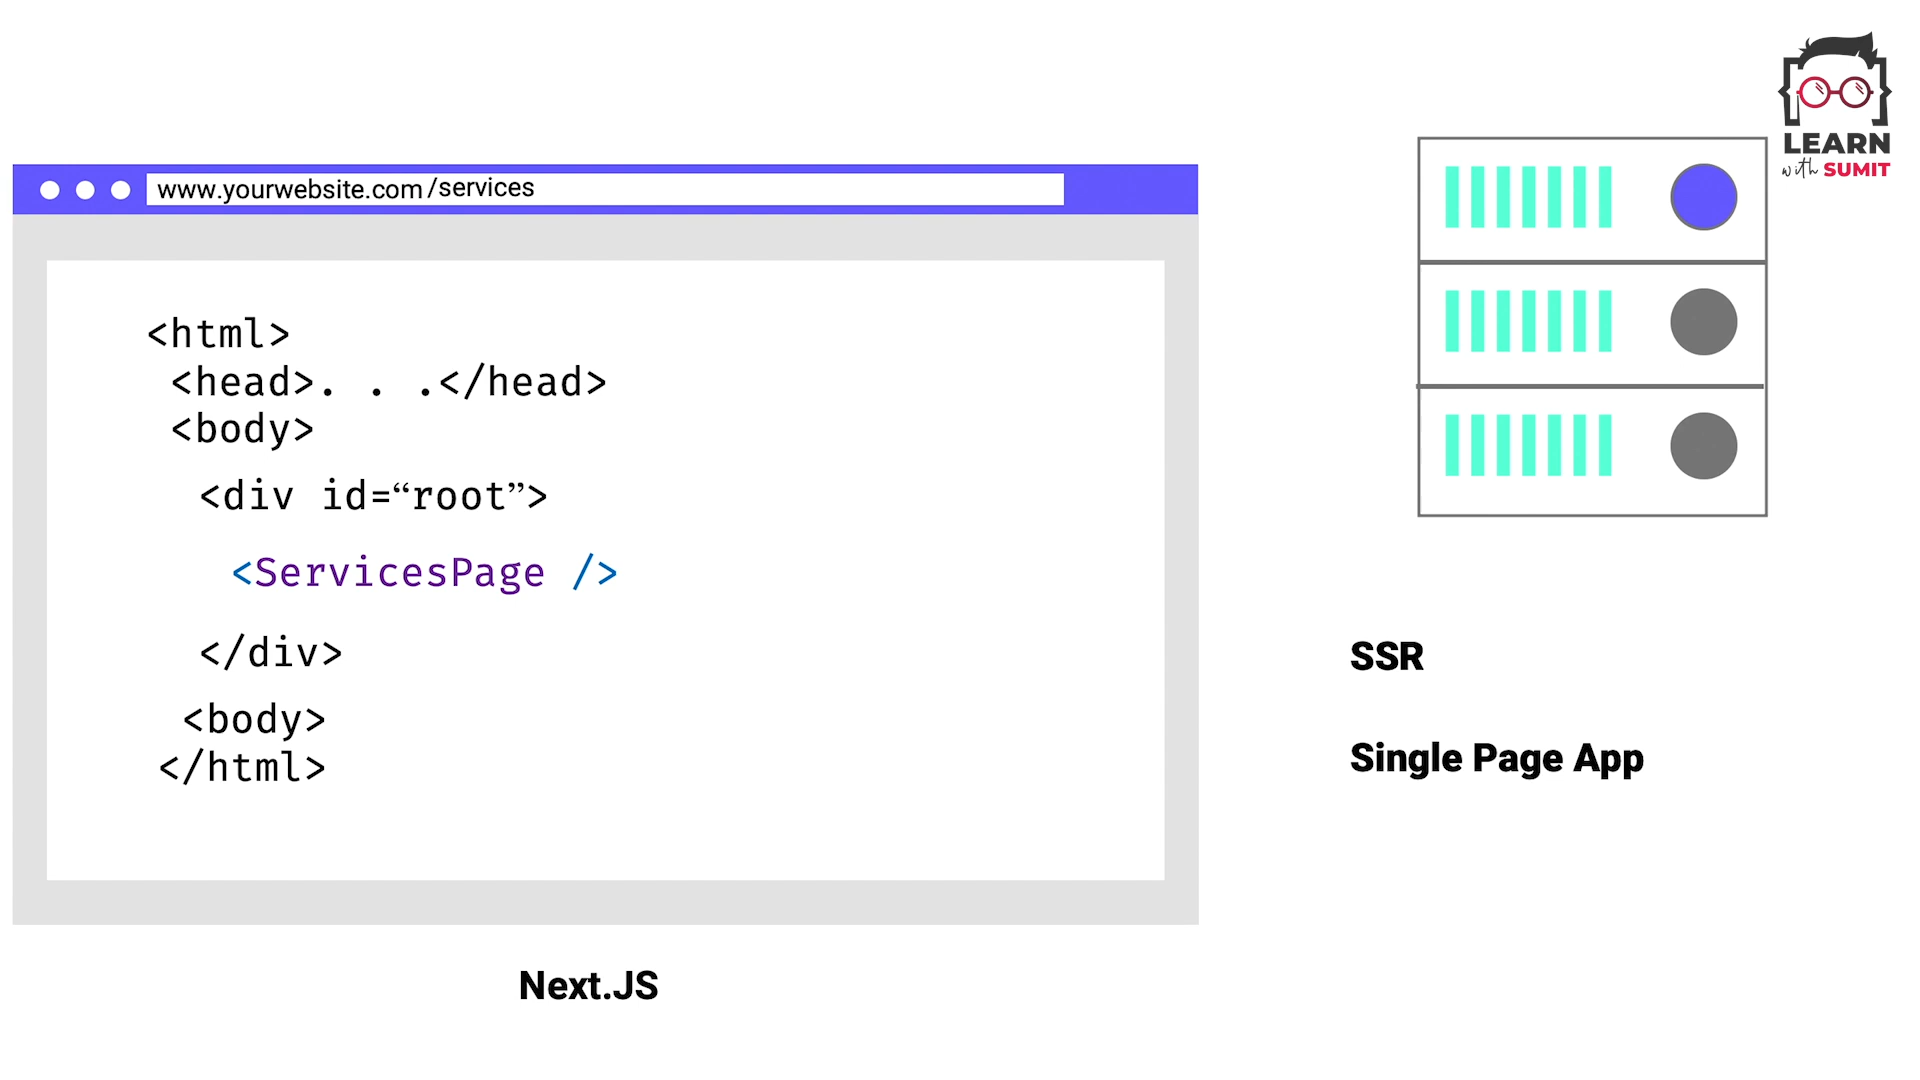 LEARN
with SUMIT
www.yourwebsite.com/services
<html>
<head>. . .</head>
<body>
<div id=“root”>
<ServicesPage />
</div>
<body>
</html>
SSR
Single Page App
Next.JS